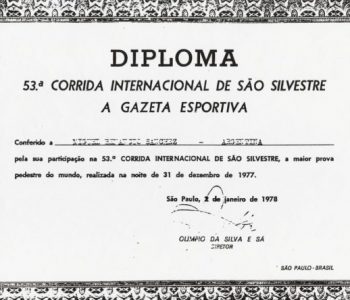 DIPLOMA
53.ª CORRIDA INTERNACIONAL DE SÃO SILVESTRE
A GAZETA ESPORTIVA
Conferido a MIGUEL BENANCIO SANCHEZ - ARGENTINA
pela sua participação na 53.ª CORRIDA INTERNACIONAL DE SÃO SILVESTRE, a maior prova
pedestre do mundo, realizada na noite de 31 de dezembro de 1977.
São Paulo, 2 de janeiro de 1978
OLIMPIO DA SILVA E SÁ
DIRETOR
SÃO PAULO-BRASIL